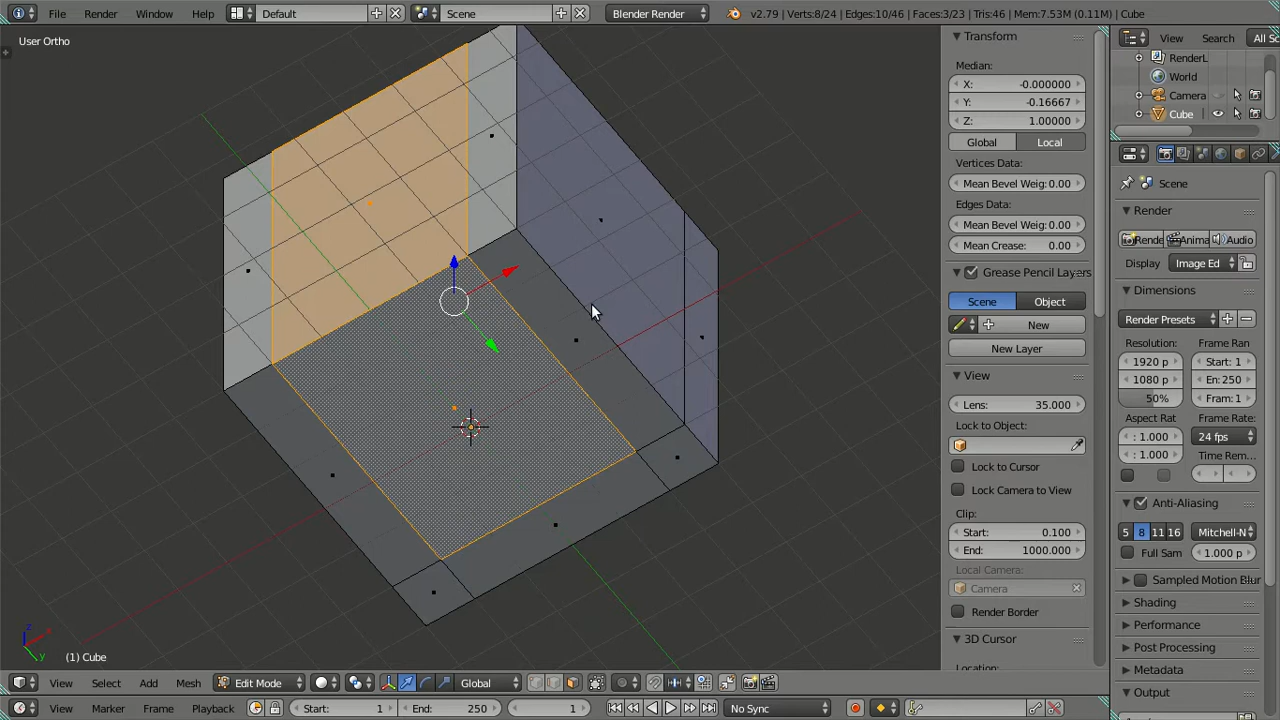 File Render Window Help Default Scene Blender Render v2.79 | Verts:8/24 | Edges:10/46 | Faces:3/23 | Tris:46 | Mem:7.53M (0.11M) | Cube
User Ortho
Transform
Median:
X: -0.000000
Y: -0.16667
Z: 1.00000
Global Local
Vertices Data:
Mean Bevel Weig: 0.00
Edges Data:
Mean Bevel Weig: 0.00
Mean Crease: 0.00
Grease Pencil Layers
Scene Object
New
New Layer
View
Lens: 35.000
Lock to Object:
Lock to Cursor
Lock Camera to View
Clip:
Start: 0.100
End: 1000.000
Local Camera:
Camera
Render Border
3D Cursor
Location:
View Search All Sc
RenderL
World
Camera
Cube
Scene
Render
Rende Anima Audio
Display Image Ed
Dimensions
Render Presets
Resolution: Frame Ran
1920 p Start: 1
1080 p En: 250
50% Fram: 1
Aspect Rat Frame Rate:
: 1.000 24 fps
: 1.000 Time Rem...
Anti-Aliasing
5 8 11 16 Mitchell-N
Full Sam 1.000 p
Sampled Motion Blur
Shading
Performance
Post Processing
Metadata
Output
z x y
(1) Cube
View Select Add Mesh Edit Mode Global
View Marker Frame Playback Start: 1 End: 250 1 No Sync